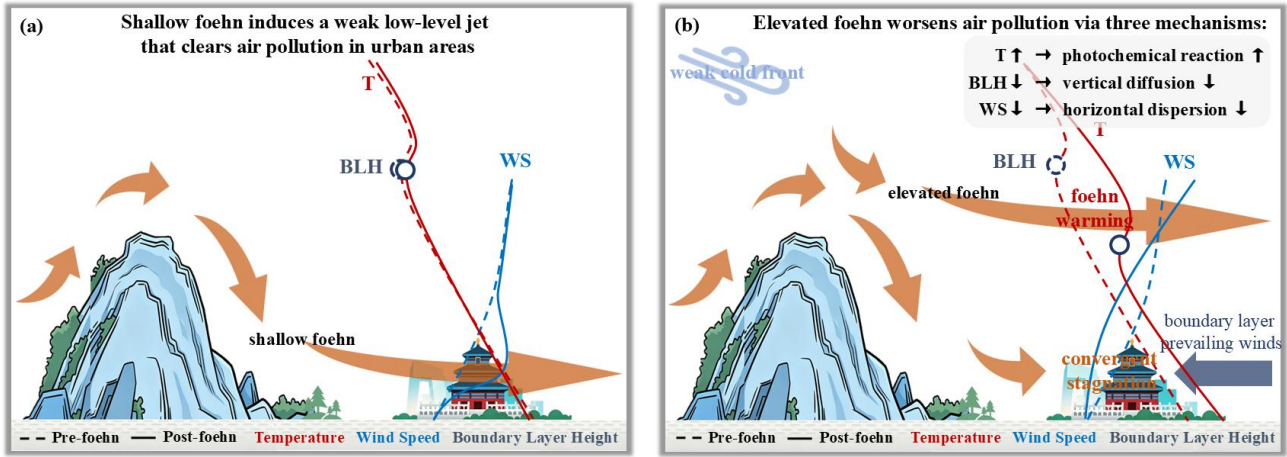 (a)
Shallow foehn induces a weak low-level jet
that clears air pollution in urban areas
T
BLH
WS
shallow foehn
Pre-foehn Post-foehn Temperature Wind Speed Boundary Layer Height
(b)
Elevated foehn worsens air pollution via three mechanisms:
weak cold front
T ↑ → photochemical reaction ↑
BLH ↓ → vertical diffusion ↓
WS ↓ → horizontal dispersion ↓
T
BLH
WS
elevated foehn
foehn
warming
boundary layer
prevailing winds
convergent
stagnation
Pre-foehn Post-foehn Temperature Wind Speed Boundary Layer Height